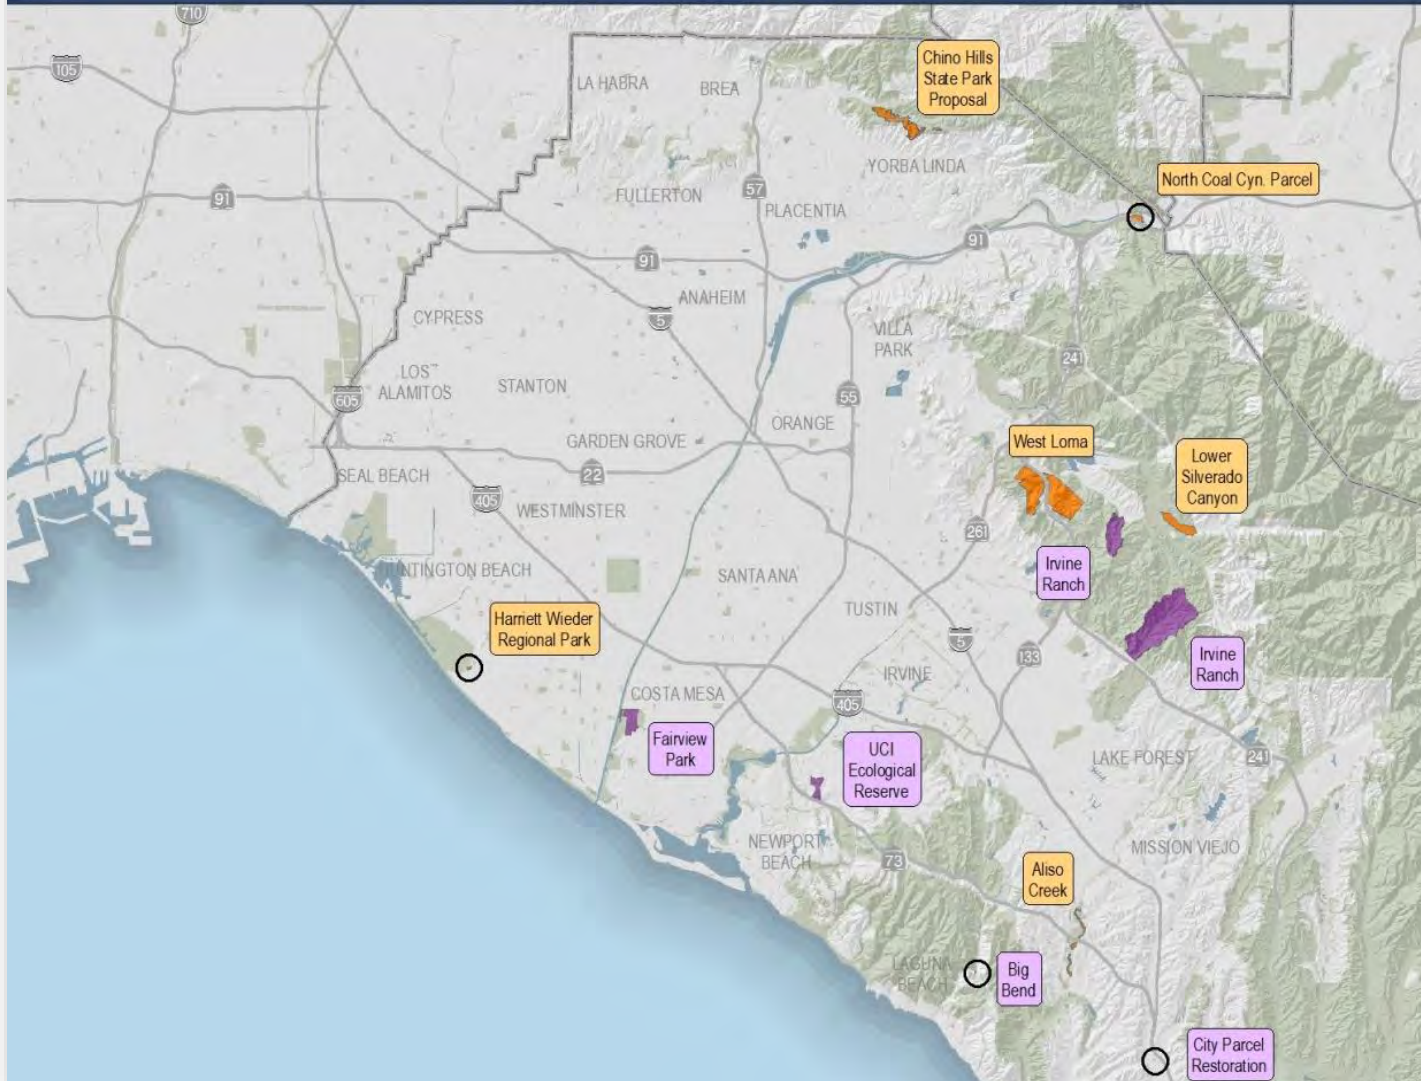 710
105
LA HABRA
BREA
Chino Hills
State Park
Proposal
YORBA LINDA
North Coal Cyn. Parcel
91
FULLERTON
57
PLACENTIA
91
91
ANAHEIM
5
CYPRESS
VILLA
PARK
241
LOS
ALAMITOS
STANTON
605
55
ORANGE
GARDEN GROVE
West Loma
Lower
Silverado
Canyon
SEAL BEACH
22
405
WESTMINSTER
261
HUNTINGTON BEACH
SANTA ANA
Irvine
Ranch
TUSTIN
Harriett Wieder
Regional Park
5
133
Irvine
Ranch
IRVINE
COSTA MESA
405
Fairview
Park
UCI
Ecological
Reserve
LAKE FOREST
241
NEWPORT
BEACH
MISSION VIEJO
73
Aliso
Creek
LAGUNA
BEACH
Big
Bend
City Parcel
Restoration